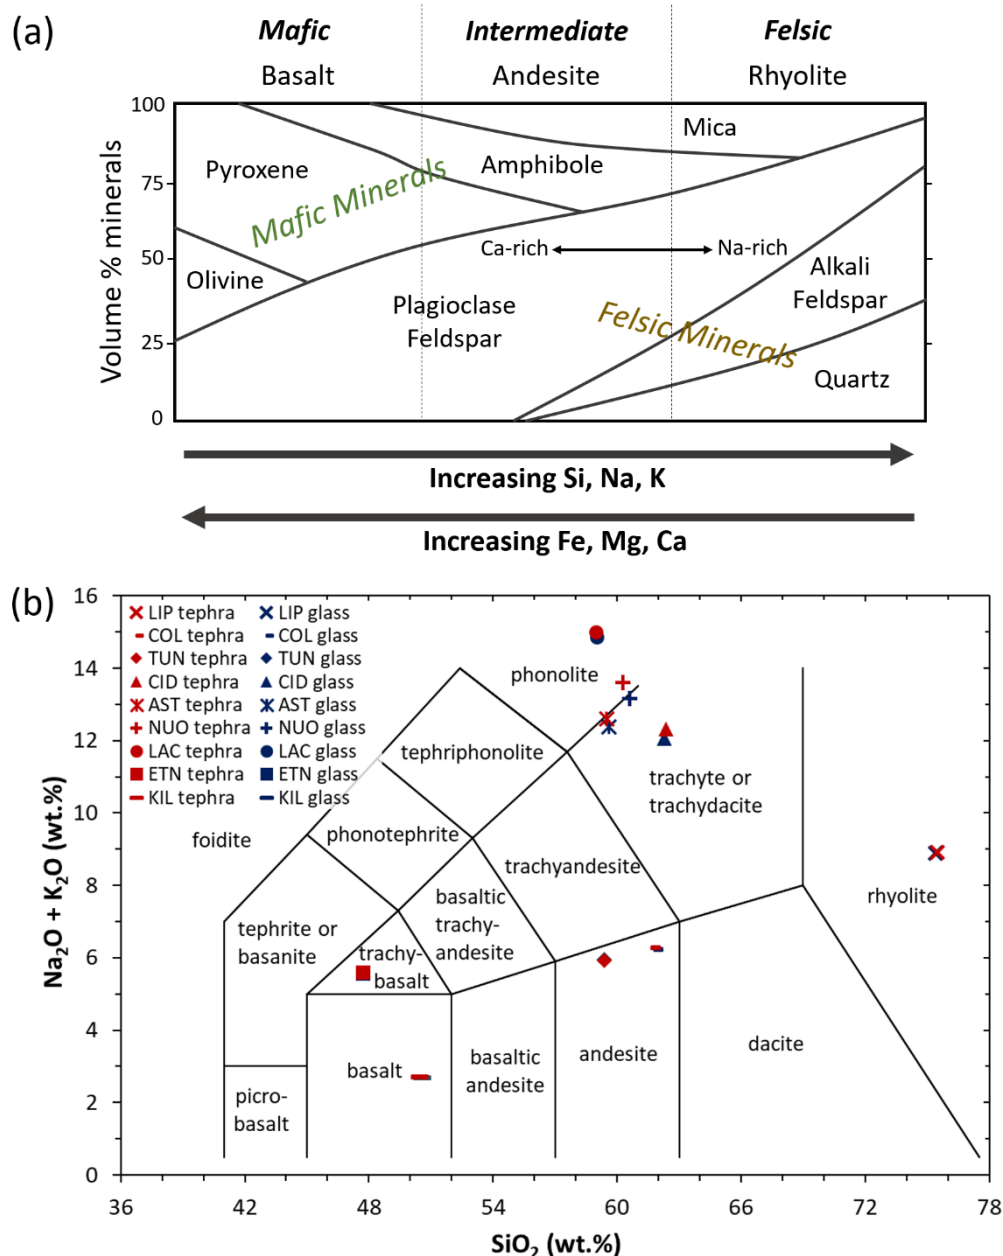 (a)
Mafic Intermediate Felsic
Basalt Andesite Rhyolite
100
75
50
25
0
Volume % minerals
Mica
Amphibole
Pyroxene
Mafic Minerals
Ca-rich Na-rich
Olivine
Alkali
Feldspar
Plagioclase
Feldspar
Felsic Minerals
Quartz
Increasing Si, Na, K
Increasing Fe, Mg, Ca
(b)
16
14
12
10
8
6
4
2
0
Na2O + K2O (wt.%)
LIP tephra LIP glass
COL tephra COL glass
TUN tephra TUN glass
CID tephra CID glass
AST tephra AST glass
NUO tephra NUO glass
LAC tephra LAC glass
ETN tephra ETN glass
KIL tephra KIL glass
phonolite
tephriphonolite
trachyte or
trachydacite
foidite
phonotephrite
trachyandesite
rhyolite
basaltic
trachy-
andesite
tephrite or
basanite
trachy-
basalt
basalt
basaltic
andesite
andesite
dacite
picro-
basalt
36 42 48 54 60 66 72 78
SiO2 (wt.%)